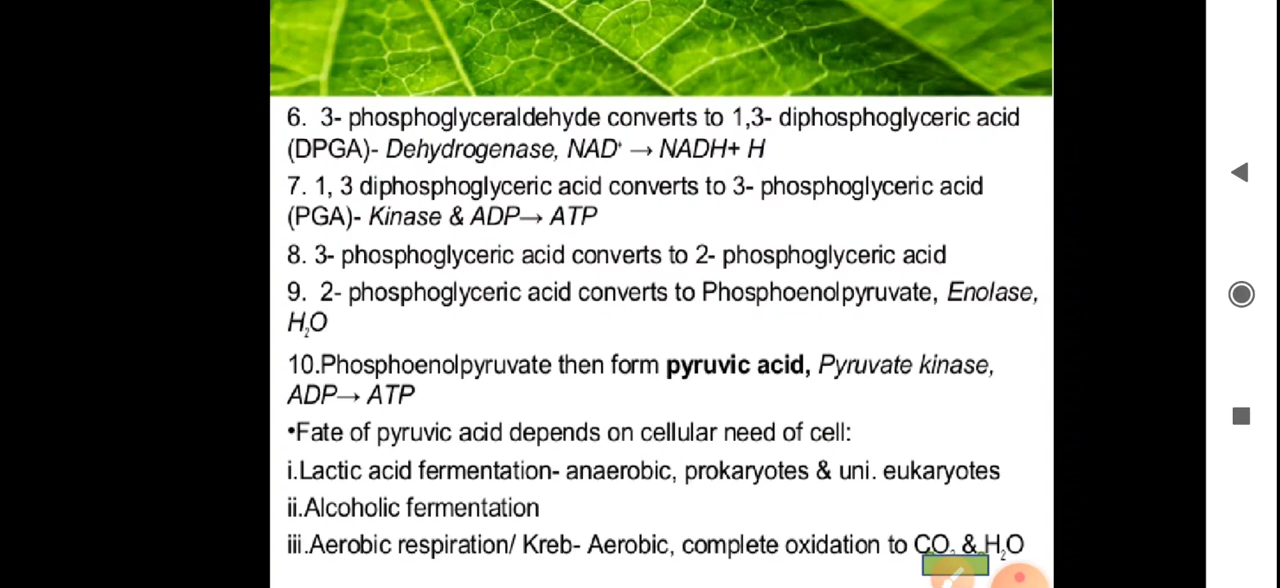 6. 3- phosphoglyceraldehyde converts to 1,3- diphosphoglyceric acid
(DPGA)- Dehydrogenase, NAD⁺ → NADH+ H
7. 1, 3 diphosphoglyceric acid converts to 3- phosphoglyceric acid
(PGA)- Kinase & ADP→ ATP
8. 3- phosphoglyceric acid converts to 2- phosphoglyceric acid
9. 2- phosphoglyceric acid converts to Phosphoenolpyruvate, Enolase,
H₂O
10.Phosphoenolpyruvate then form pyruvic acid, Pyruvate kinase,
ADP→ ATP
•Fate of pyruvic acid depends on cellular need of cell:
i.Lactic acid fermentation- anaerobic, prokaryotes & uni. eukaryotes
ii.Alcoholic fermentation
iii.Aerobic respiration/ Kreb- Aerobic, complete oxidation to CO₂ & H₂O